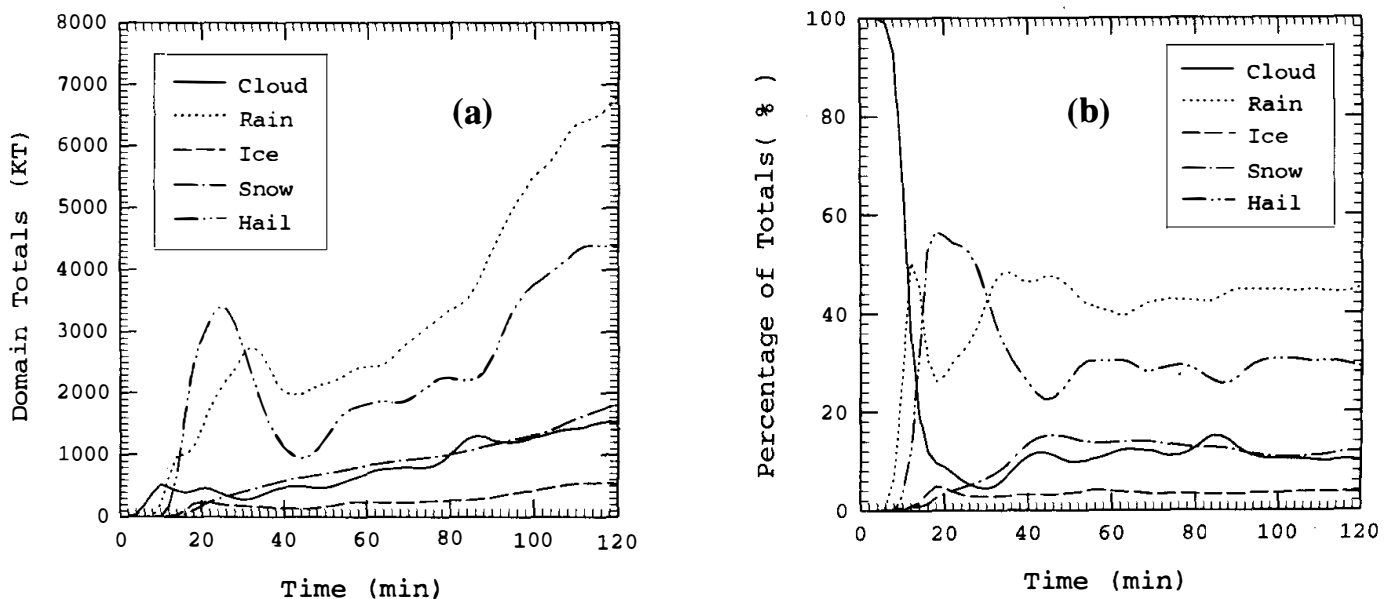 8000
7000
6000
5000
4000
3000
2000
1000
0
0 20 40 60 80 100 120
Domain Totals (KT)
Time (min)
Cloud
Rain
Ice
Snow
Hail
(a)
100
80
60
40
20
0
0 20 40 60 80 100 120
Percentage of Totals( %)
Time (min)
Cloud
Rain
Ice
Snow
Hail
(b)